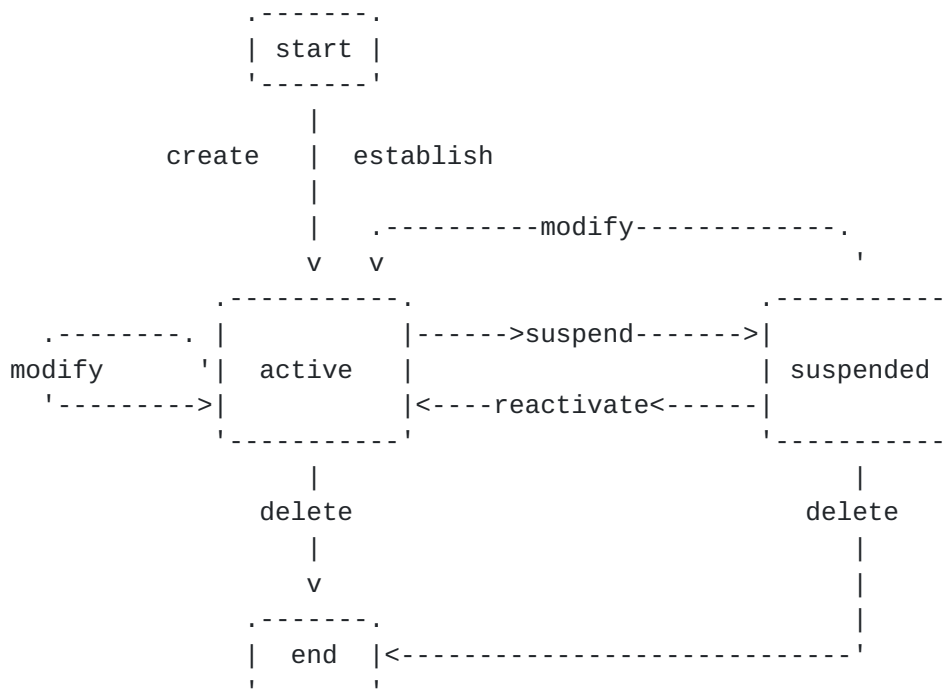 start
create establish
modify
suspend
modify active suspended
reactivate
delete delete
end